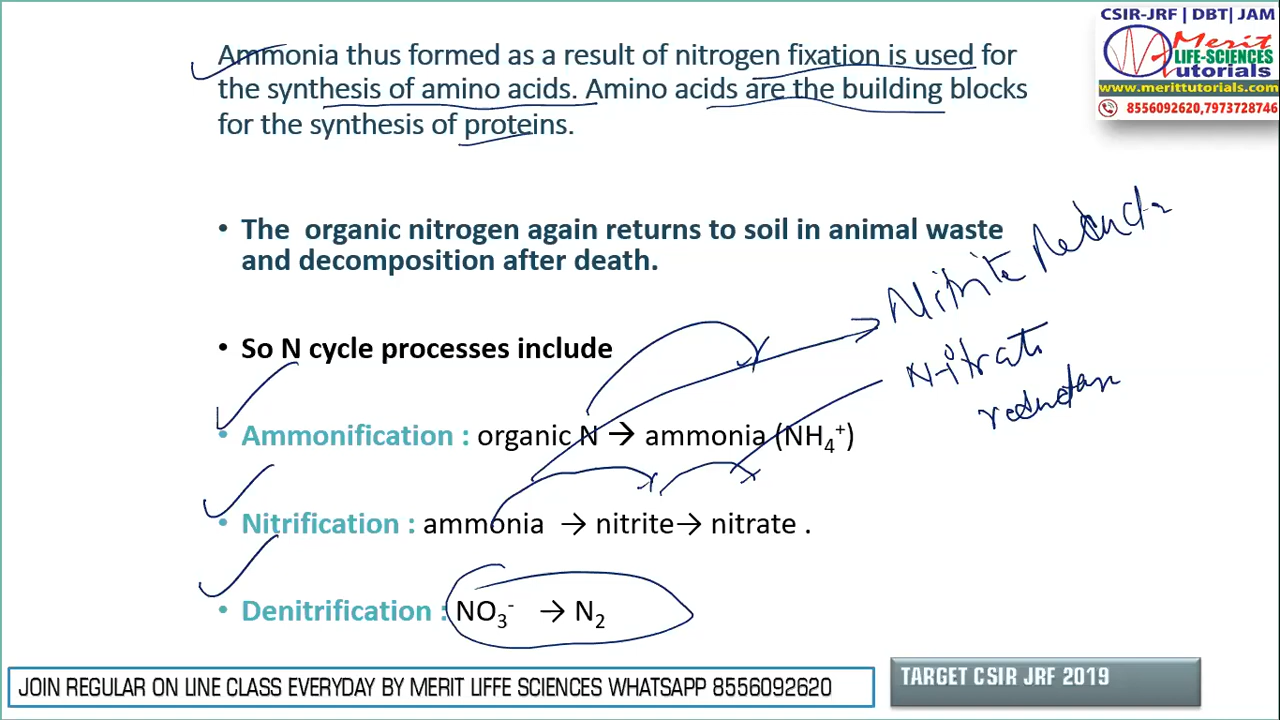 CSIR-JRF | DBT| JAM
Merit
LIFE-SCIENCES
utorials
www.merittutorials.com
8556092620,7973728746
Ammonia thus formed as a result of nitrogen fixation is used for
the synthesis of amino acids. Amino acids are the building blocks
for the synthesis of proteins.
• The organic nitrogen again returns to soil in animal waste
and decomposition after death.
Nitrite
• So N cycle processes include
Nitrate
• Ammonification : organic N → ammonia (NH₄⁺)
• Nitrification : ammonia → nitrite→ nitrate .
• Denitrification : NO₃⁻ → N₂
JOIN REGULAR ON LINE CLASS EVERYDAY BY MERIT LIFFE SCIENCES WHATSAPP 8556092620
TARGET CSIR JRF 2019